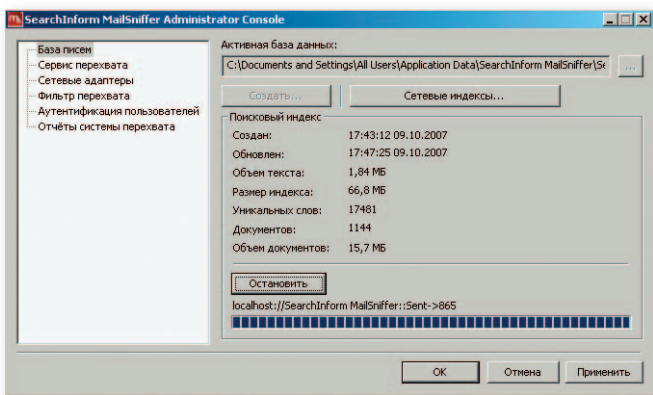 SearchInform MailSniffer Administrator Console
База писем
Сервис перехвата
Сетевые адаптеры
Фильтр перехвата
Аутентификация пользователей
Отчёты системы перехвата
Активная база данных:
C:\Documents and Settings\All Users\Application Data\SearchInform MailSniffer\Se
...
Создать...
Сетевые индексы...
Поисковый индекс
Создан: 17:43:12 09.10.2007
Обновлен: 17:47:25 09.10.2007
Объем текста: 1,84 МБ
Размер индекса: 66,8 МБ
Уникальных слов: 17481
Документов: 1144
Объем документов: 15,7 МБ
Остановить
localhost://SearchInform MailSniffer::Sent->865
OK
Отмена
Применить